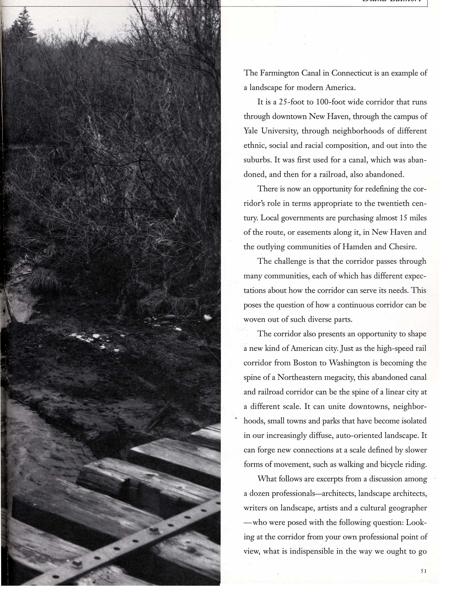 The Farmington Canal in Connecticut is an example of
a landscape for modern America.
It is a 25-foot to 100-foot wide corridor that runs
through downtown New Haven, through the campus of
Yale University, through neighborhoods of different
ethnic, social and racial composition, and out into the
suburbs. It was first used for a canal, which was aban-
doned, and then for a railroad, also abandoned.
There is now an opportunity for redefining the cor-
ridor's role in terms appropriate to the twentieth cen-
tury. Local governments are purchasing almost 15 miles
of the route, or easements along it, in New Haven and
the outlying communities of Hamden and Chesire.
The challenge is that the corridor passes through
many communities, each of which has different expec-
tations about how the corridor can serve its needs. This
poses the question of how a continuous corridor can be
woven out of such diverse parts.
The corridor also presents an opportunity to shape
a new kind of American city. Just as the high-speed rail
corridor from Boston to Washington is becoming the
spine of a Northeastern megacity, this abandoned canal
and railroad corridor can be the spine of a linear city at
a different scale. It can unite downtowns, neighbor-
hoods, small towns and parks that have become isolated
in our increasingly diffuse, auto-oriented landscape. It
can forge new connections at a scale defined by slower
forms of movement, such as walking and bicycle riding.
What follows are excerpts from a discussion among
a dozen professionals—architects, landscape architects,
writers on landscape, artists and a cultural geographer
—who were posed with the following question: Look-
ing at the corridor from your own professional point of
view, what is indispensible in the way we ought to go
51